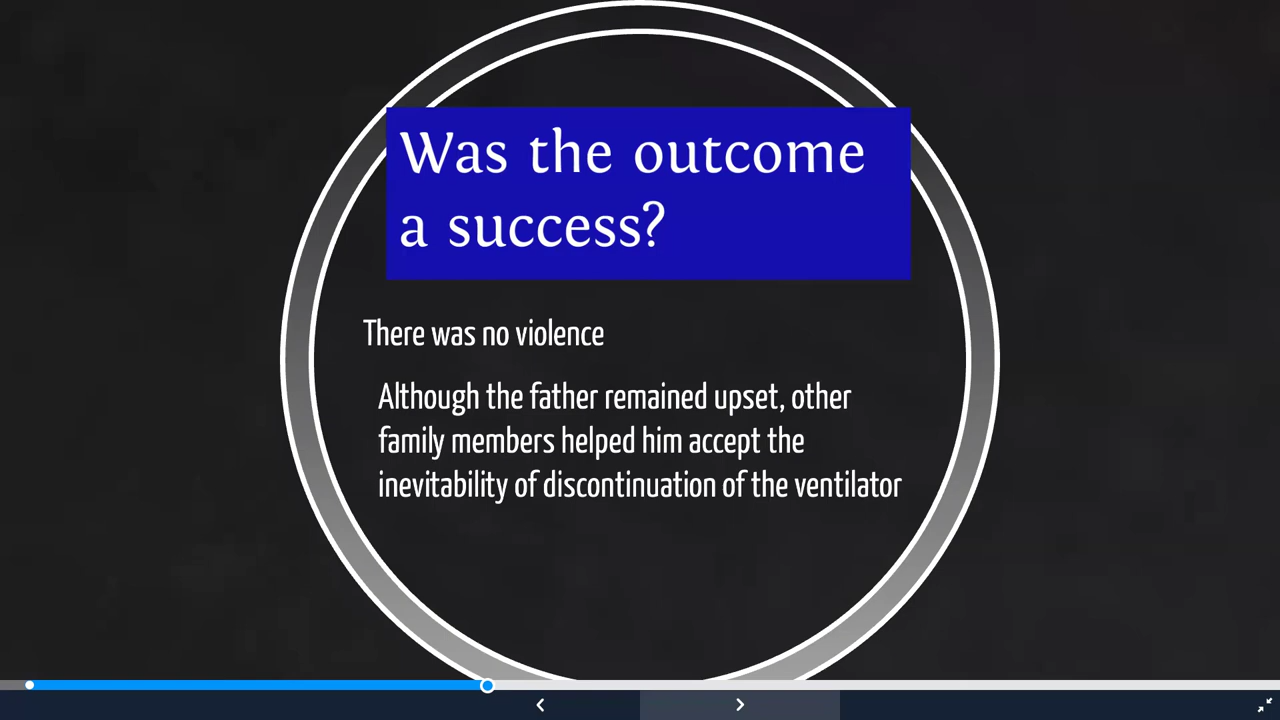 Was the outcome
a success?
There was no violence
Although the father remained upset, other
family members helped him accept the
inevitability of discontinuation of the ventilator